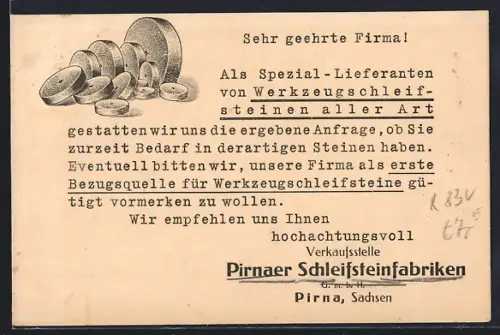 Sehr geehrte Firma!
Als Spezial-Lieferanten
von Werkzeugschleif-
steinen aller Art
gestatten wir uns die ergebene Anfrage, ob Sie
zurzeit Bedarf in derartigen Steinen haben.
Eventuell bitten wir, unsere Firma als erste
Bezugsquelle für Werkzeugschleifsteine gü-
tigt vormerken zu wollen.
Wir empfehlen uns Ihnen
hochachtungsvoll
Verkaufsstelle
Pirnaer Schleifsteinfabriken
G. m. b. H.
Pirna, Sachsen